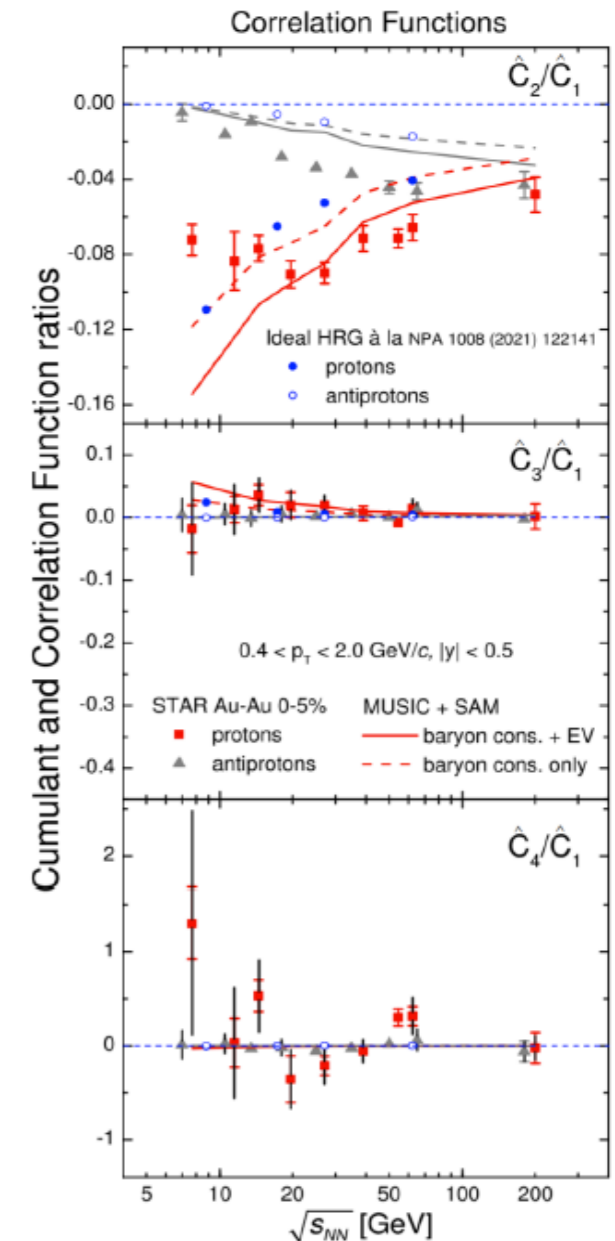 Correlation Functions
Cumulant and Correlation Function ratios
Ĉ₂/Ĉ₁
0.00
-0.04
-0.08
-0.12
-0.16
Ideal HRG à la NPA 1008 (2021) 122141
protons
antiprotons
Ĉ₃/Ĉ₁
0.1
0.0
-0.1
-0.2
-0.3
-0.4
0.4 < p_T < 2.0 GeV/c, |y| < 0.5
STAR Au-Au 0-5%
protons
antiprotons
MUSIC + SAM
baryon cons. + EV
baryon cons. only
Ĉ₄/Ĉ₁
2
1
0
-1
5 10 20 50 100 200
√s_NN [GeV]